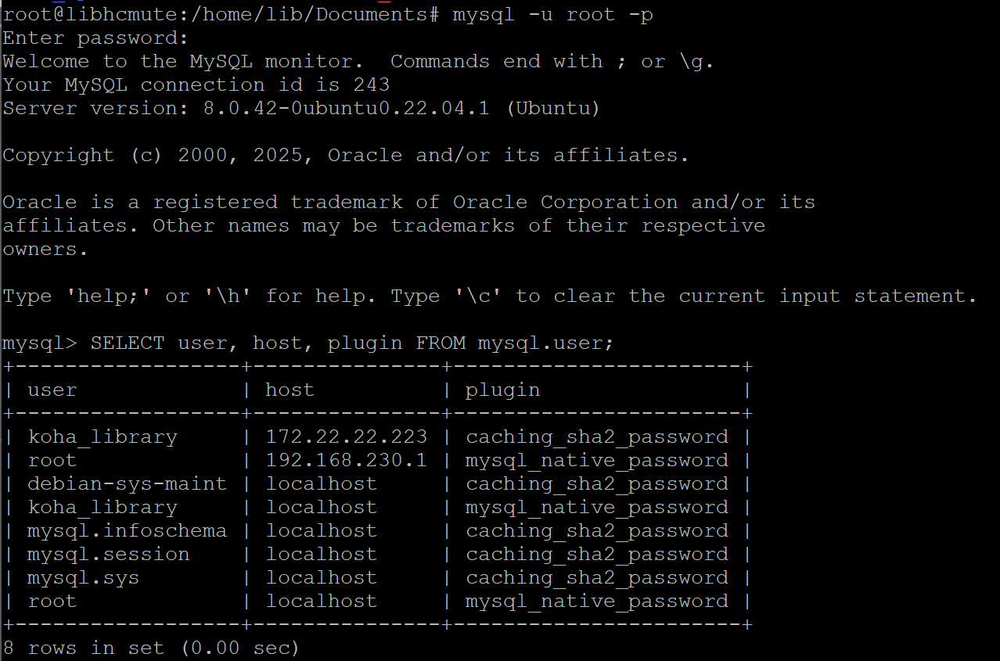 root@libhcmute:/home/lib/Documents# mysql -u root -p
Enter password:
Welcome to the MySQL monitor.  Commands end with ; or \g.
Your MySQL connection id is 243
Server version: 8.0.42-0ubuntu0.22.04.1 (Ubuntu)

Copyright (c) 2000, 2025, Oracle and/or its affiliates.

Oracle is a registered trademark of Oracle Corporation and/or its
affiliates. Other names may be trademarks of their respective
owners.

Type 'help;' or '\h' for help. Type '\c' to clear the current input statement.

mysql> SELECT user, host, plugin FROM mysql.user;
+------------------+---------------+-----------------------+
| user             | host          | plugin                |
+------------------+---------------+-----------------------+
| koha_library     | 172.22.22.223 | caching_sha2_password |
| root             | 192.168.230.1 | mysql_native_password |
| debian-sys-maint | localhost     | caching_sha2_password |
| koha_library     | localhost     | mysql_native_password |
| mysql.infoschema | localhost     | caching_sha2_password |
| mysql.session    | localhost     | caching_sha2_password |
| mysql.sys        | localhost     | caching_sha2_password |
| root             | localhost     | mysql_native_password |
+------------------+---------------+-----------------------+
8 rows in set (0.00 sec)